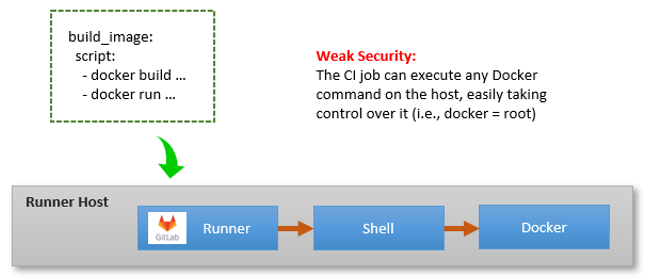 build_image:
script:
- docker build ...
- docker run ...
Weak Security:
The CI job can execute any Docker
command on the host, easily taking
control over it (i.e., docker = root)
Runner Host
GitLab
Runner
Shell
Docker